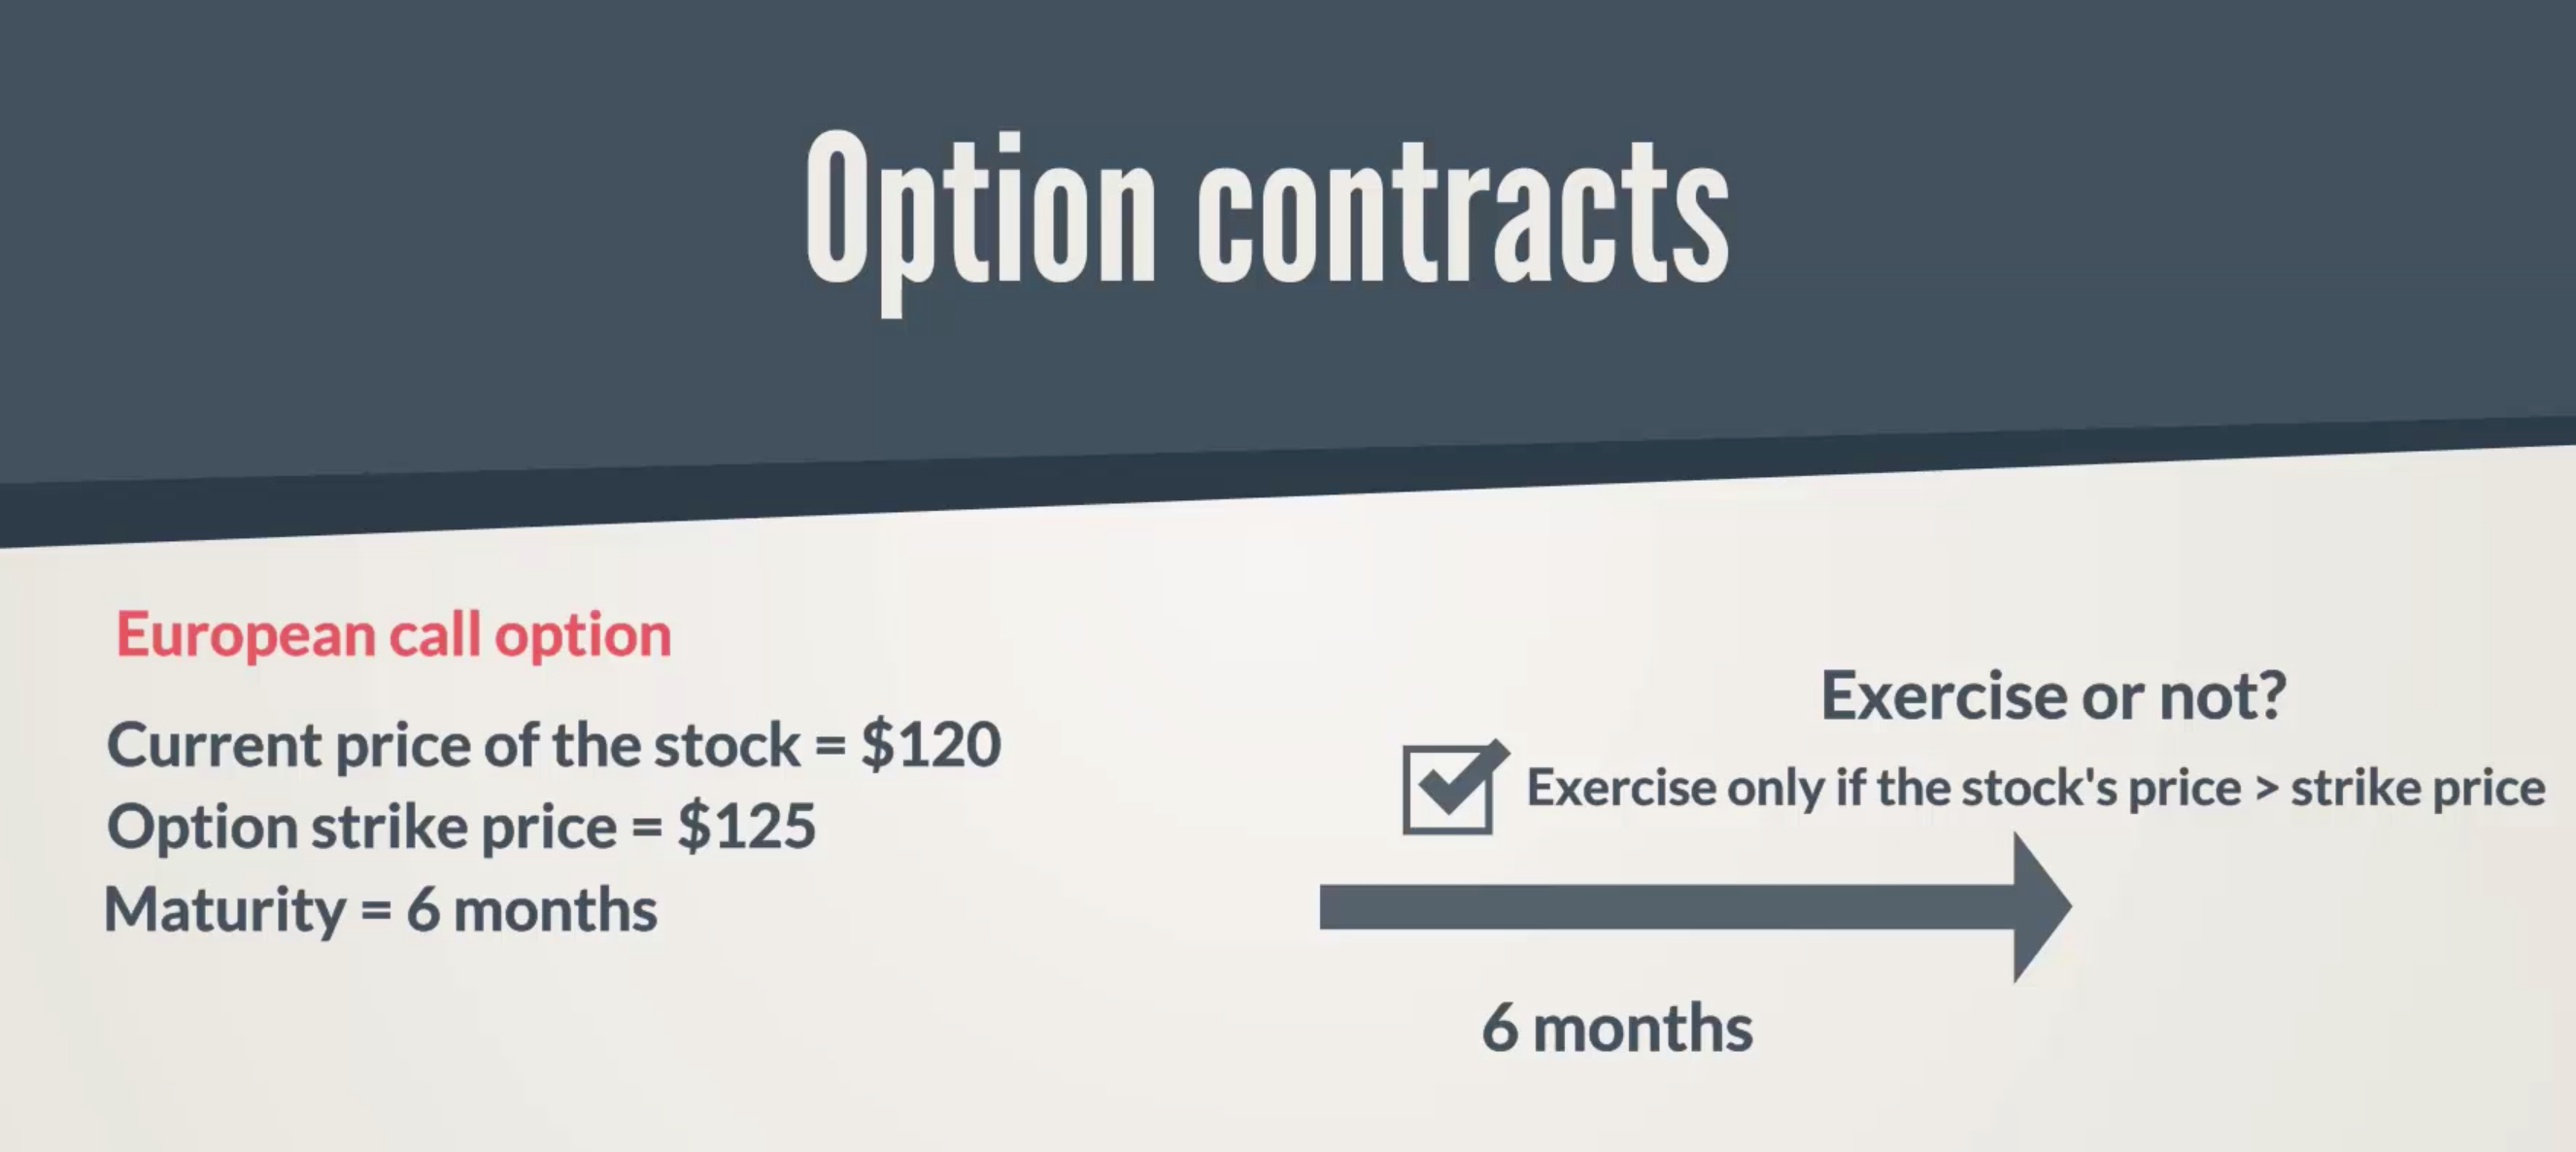 Option contracts
European call option
Current price of the stock = $120
Option strike price = $125
Maturity = 6 months
Exercise or not?
Exercise only if the stock's price > strike price
6 months